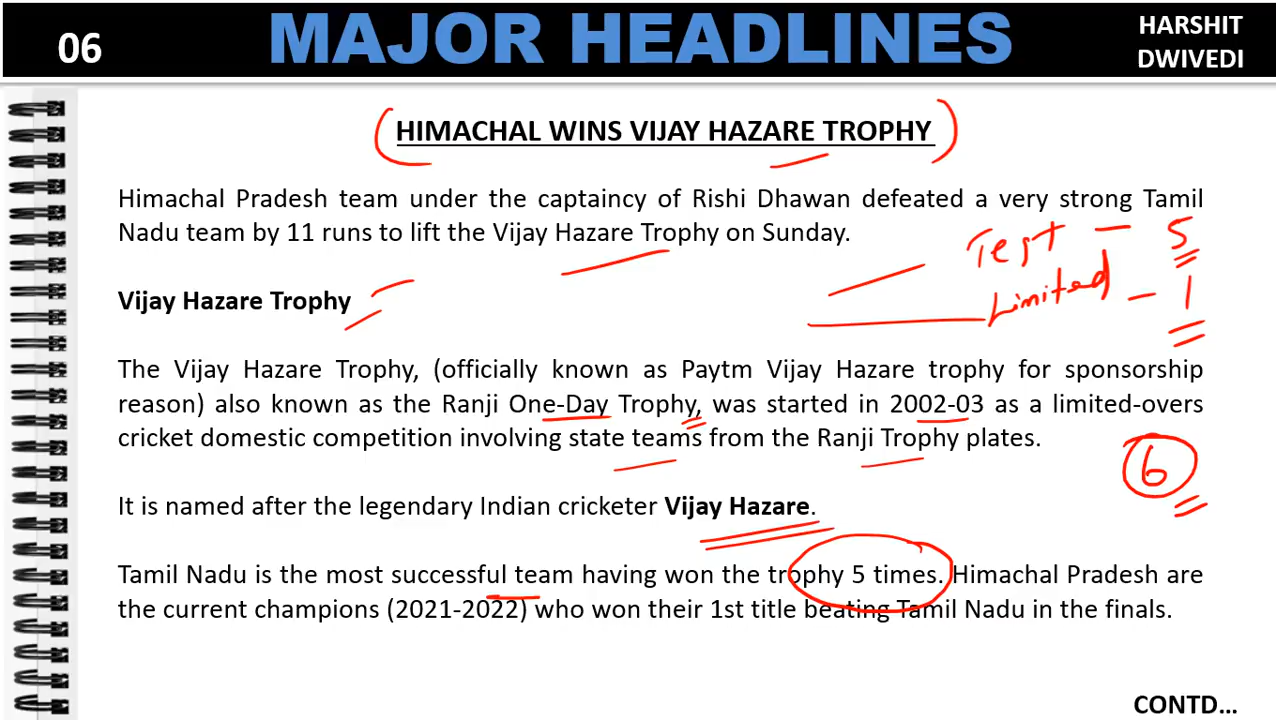 06
MAJOR HEADLINES
HARSHIT
DWIVEDI
HIMACHAL WINS VIJAY HAZARE TROPHY
Himachal Pradesh team under the captaincy of Rishi Dhawan defeated a very strong Tamil
Nadu team by 11 runs to lift the Vijay Hazare Trophy on Sunday.
Test - 5
Limited - 1
Vijay Hazare Trophy
The Vijay Hazare Trophy, (officially known as Paytm Vijay Hazare trophy for sponsorship
reason) also known as the Ranji One-Day Trophy, was started in 2002-03 as a limited-overs
cricket domestic competition involving state teams from the Ranji Trophy plates.
6
It is named after the legendary Indian cricketer Vijay Hazare.
Tamil Nadu is the most successful team having won the trophy 5 times. Himachal Pradesh are
the current champions (2021-2022) who won their 1st title beating Tamil Nadu in the finals.
CONTD...